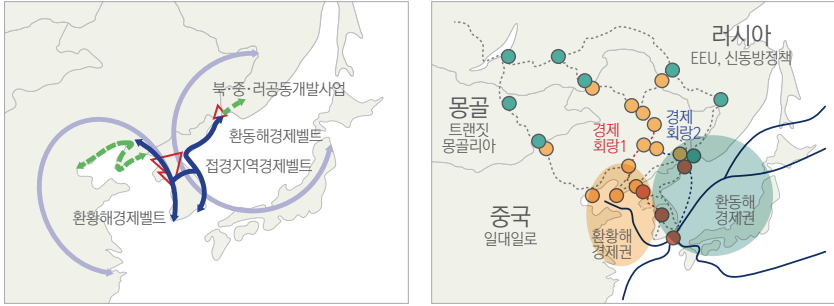 북·중·러공동개발사업
환동해경제벨트
접경지역경제벨트
환황해경제벨트
러시아
EEU, 신동방정책
몽골
트랜짓
몽골리아
경제
회랑1
경제
회랑2
중국
일대일로
환황해
경제권
환동해
경제권